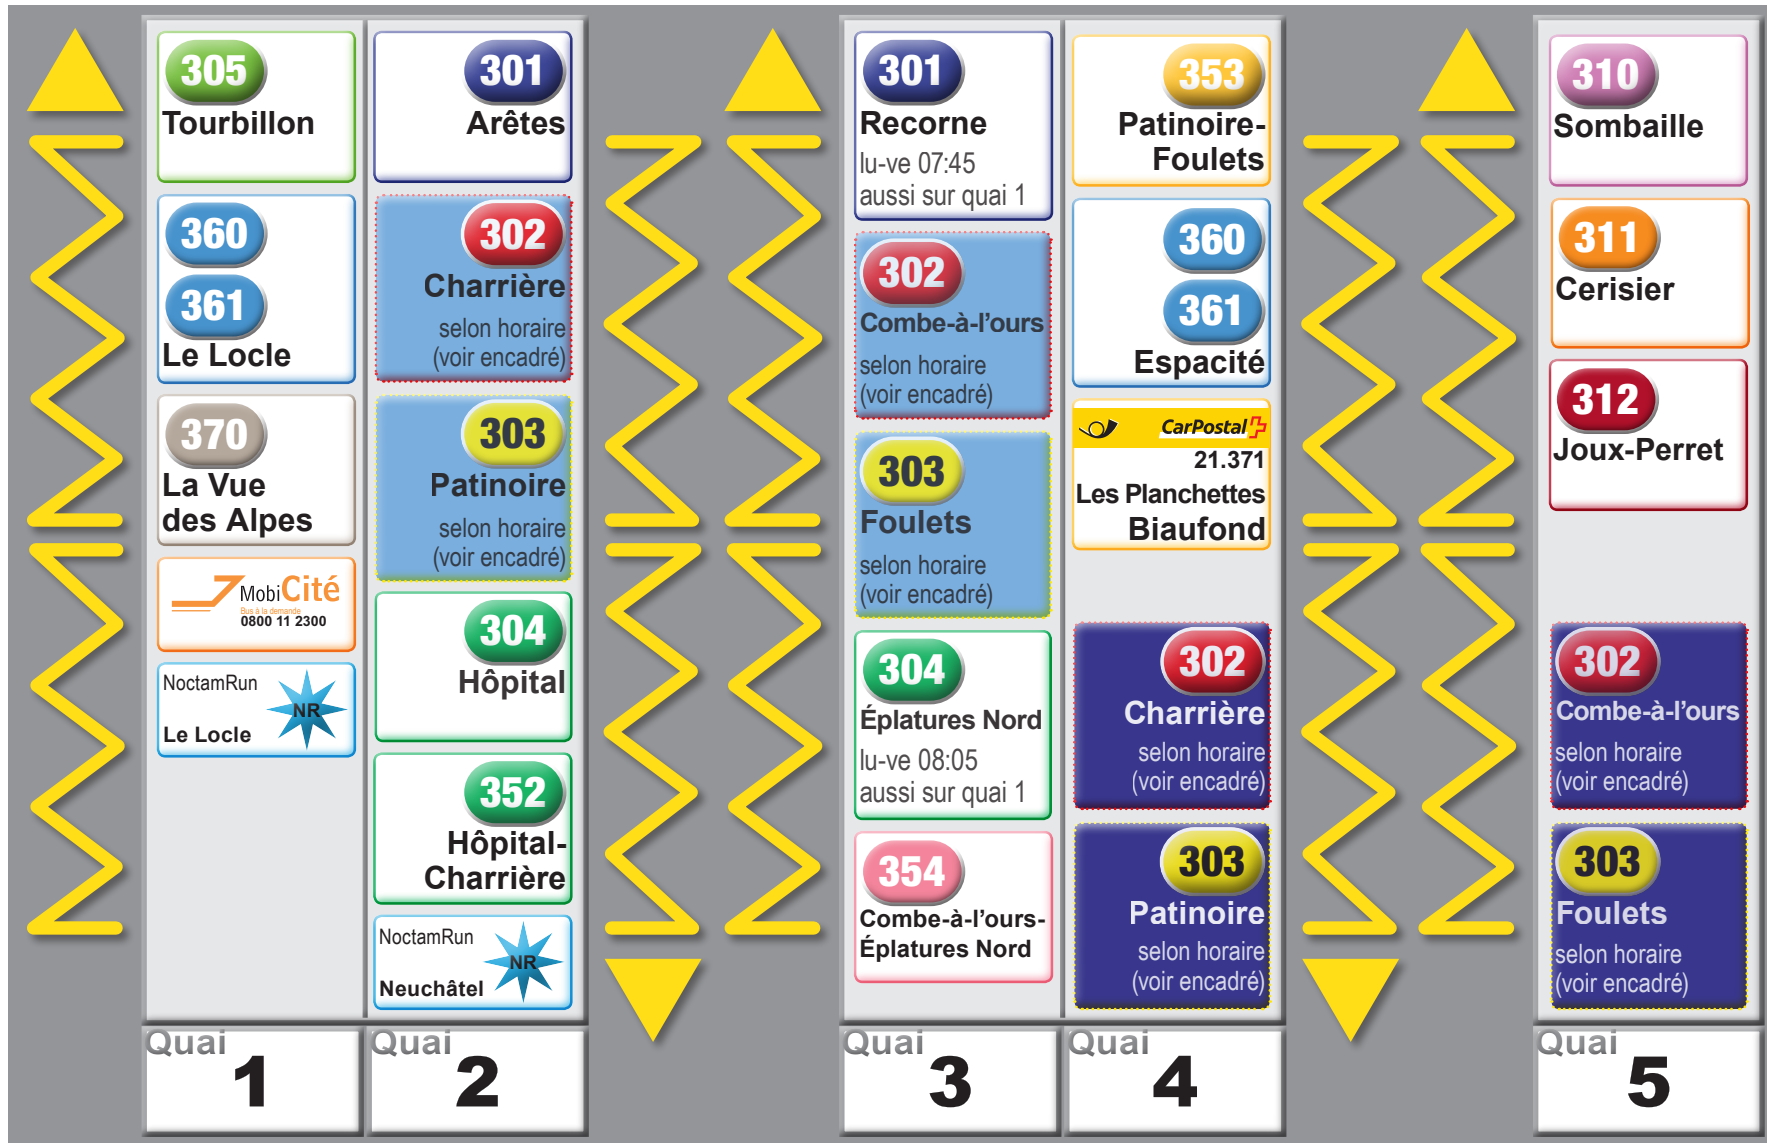 305
Tourbillon
360
361
Le Locle
370
La Vue
des Alpes
MobiCité
Bus à la demande
0800 11 2300
NoctamRun
NR
Le Locle
Quai
1
301
Arêtes
302
Charrière
selon horaire
(voir encadré)
303
Patinoire
selon horaire
(voir encadré)
304
Hôpital
352
Hôpital-
Charrière
NoctamRun
NR
Neuchâtel
Quai
2
301
Recorne
lu-ve 07:45
aussi sur quai 1
302
Combe-à-l'ours
selon horaire
(voir encadré)
303
Foulets
selon horaire
(voir encadré)
304
Éplatures Nord
lu-ve 08:05
aussi sur quai 1
354
Combe-à-l'ours-
Éplatures Nord
Quai
3
353
Patinoire-
Foulets
360
361
Espacité
CarPostal
21.371
Les Planchettes
Biaufond
302
Charrière
selon horaire
(voir encadré)
303
Patinoire
selon horaire
(voir encadré)
Quai
4
310
Sombaille
311
Cerisier
312
Joux-Perret
302
Combe-à-l'ours
selon horaire
(voir encadré)
303
Foulets
selon horaire
(voir encadré)
Quai
5